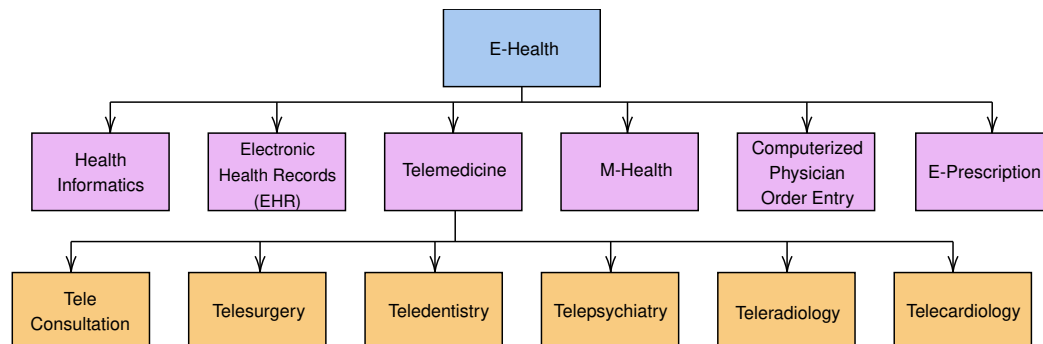 E-Health
Health
Informatics
Electronic
Health Records
(EHR)
Telemedicine
M-Health
Computerized
Physician
Order Entry
E-Prescription
Tele
Consultation
Telesurgery
Teledentistry
Telepsychiatry
Teleradiology
Telecardiology